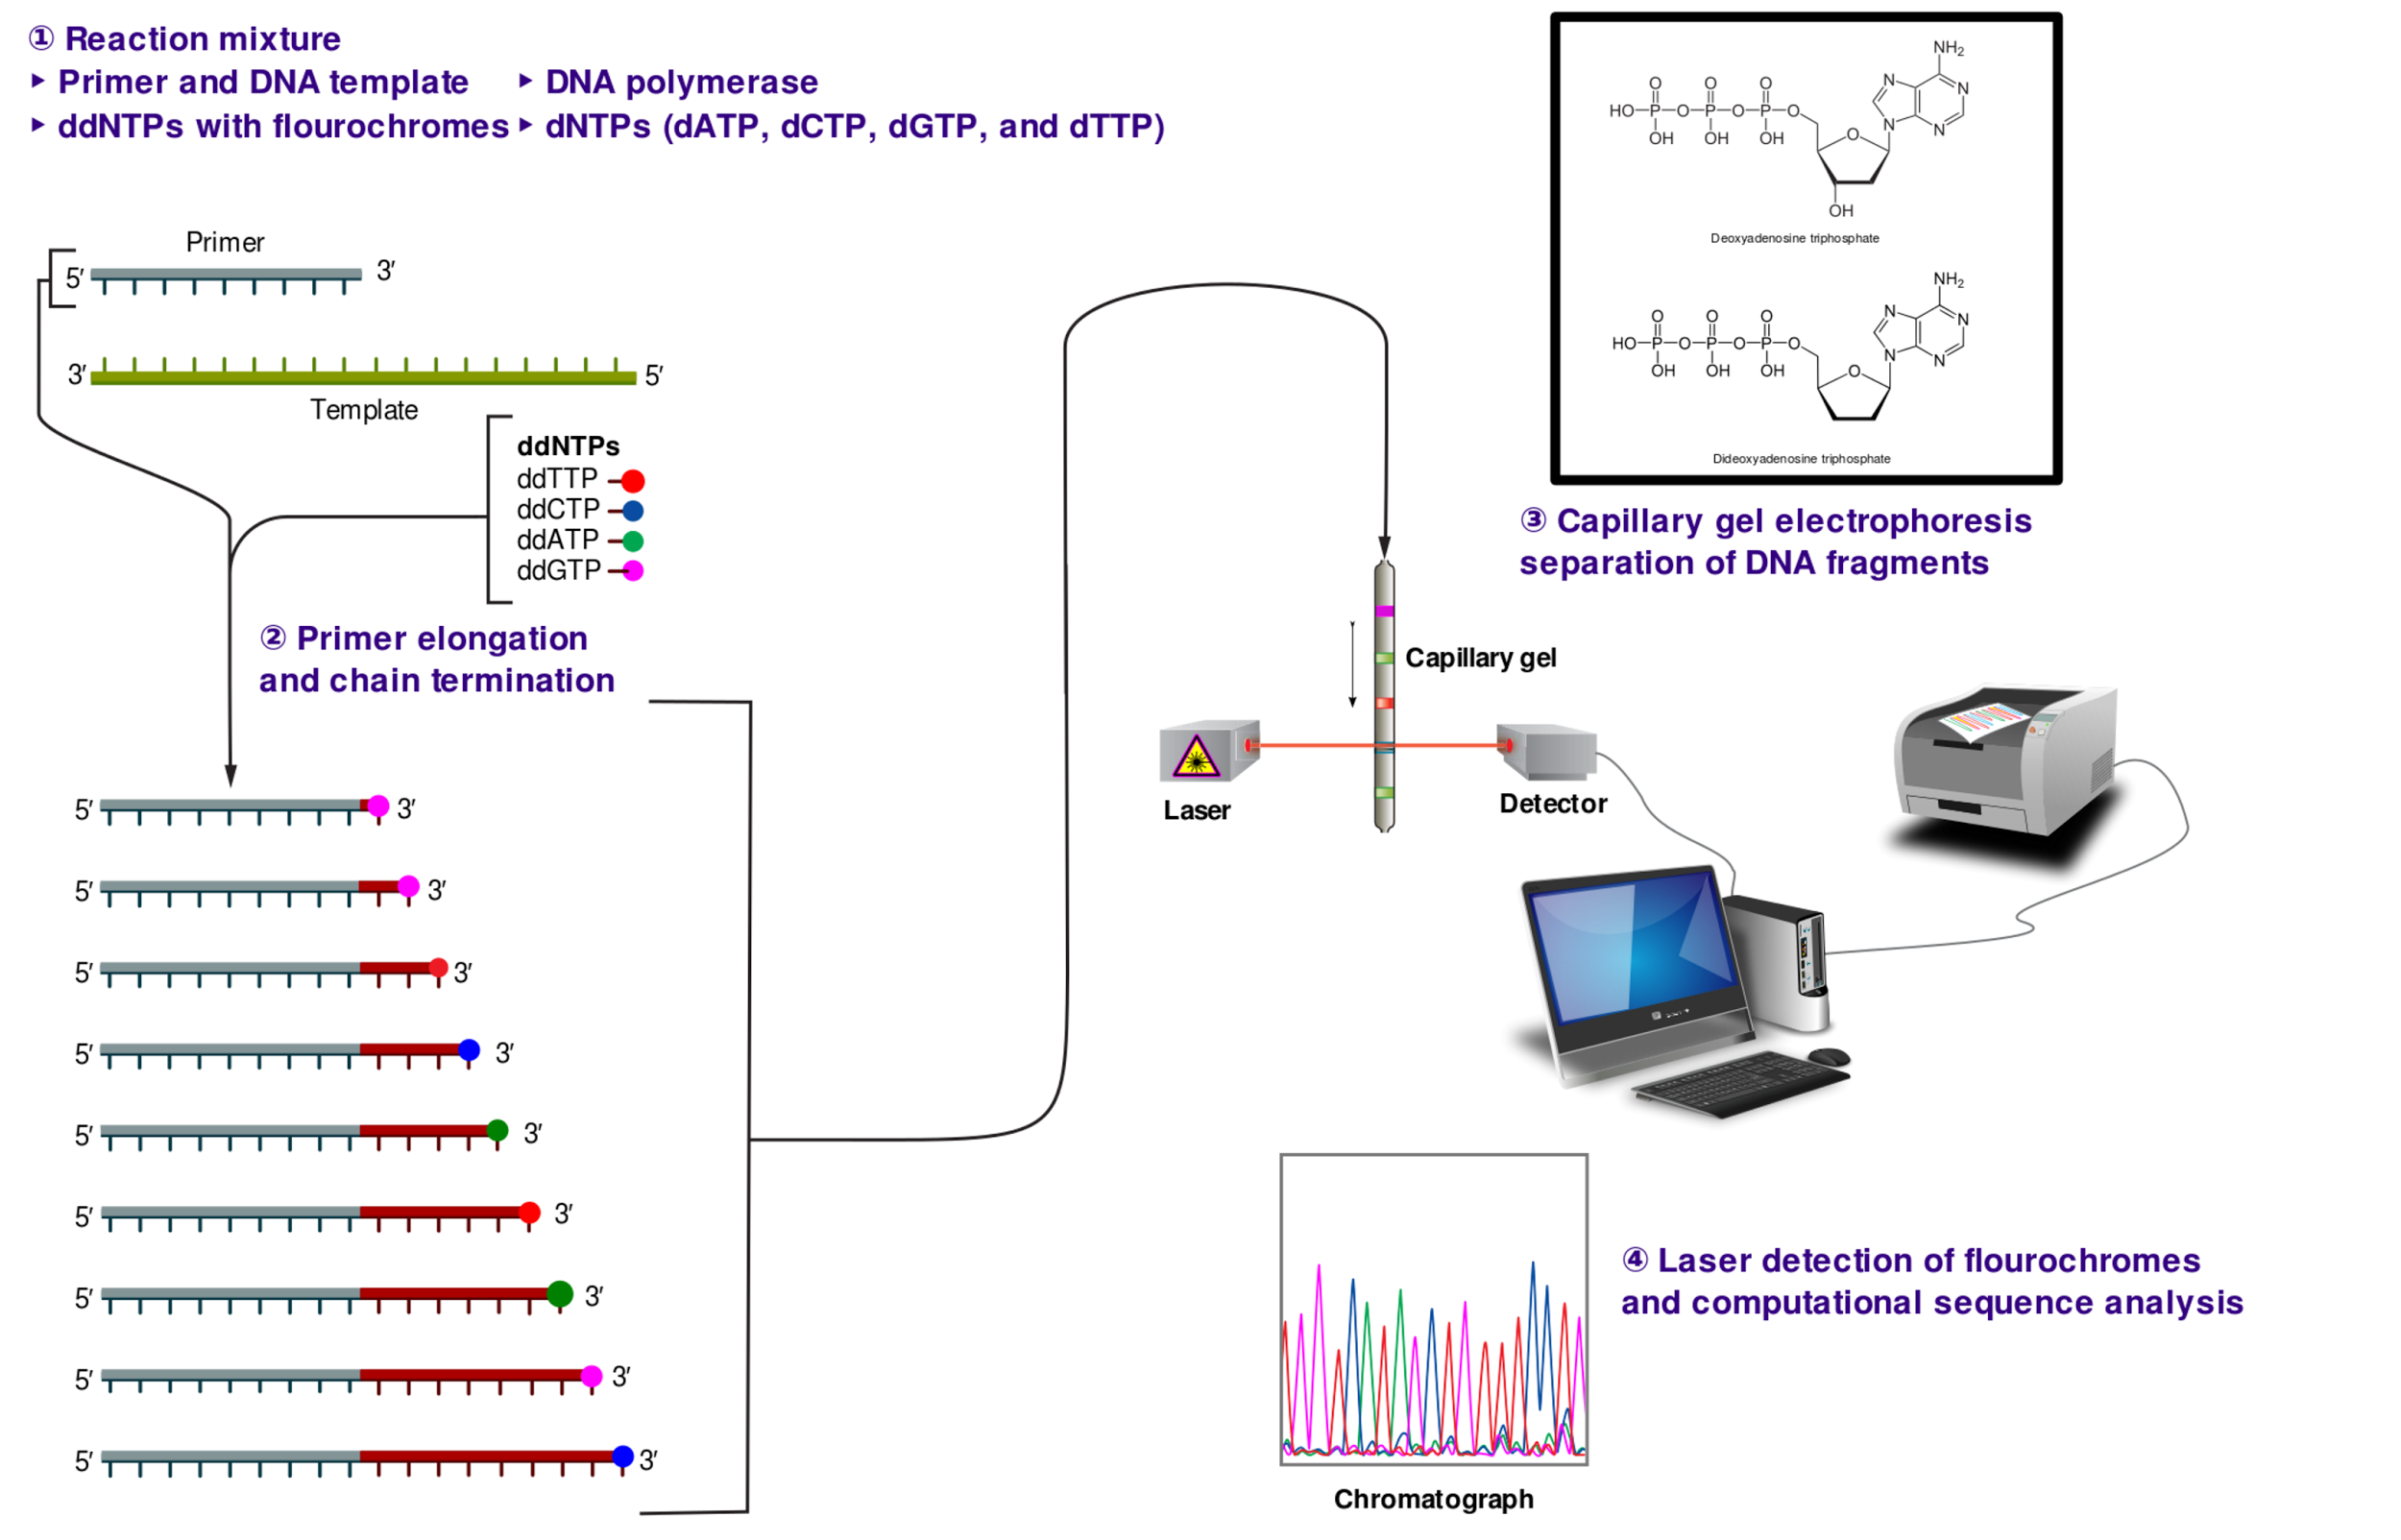 ① Reaction mixture
‣ Primer and DNA template ‣ DNA polymerase
‣ ddNTPs with flourochromes ‣ dNTPs (dATP, dCTP, dGTP, and dTTP)
Primer
5′ 3′
3′ 5′
Template
ddNTPs
ddTTP
ddCTP
ddATP
ddGTP
② Primer elongation
and chain termination
5′ 3′
5′ 3′
5′ 3′
5′ 3′
5′ 3′
5′ 3′
5′ 3′
5′ 3′
5′ 3′
NH₂
O O O N N
HO P O P O P O N N
OH OH OH O
OH
Deoxyadenosine triphosphate
NH₂
O O O N N
HO P O P O P O N N
OH OH OH O
Dideoxyadenosine triphosphate
③ Capillary gel electrophoresis
separation of DNA fragments
Capillary gel
Laser
Detector
④ Laser detection of flourochromes
and computational sequence analysis
Chromatograph